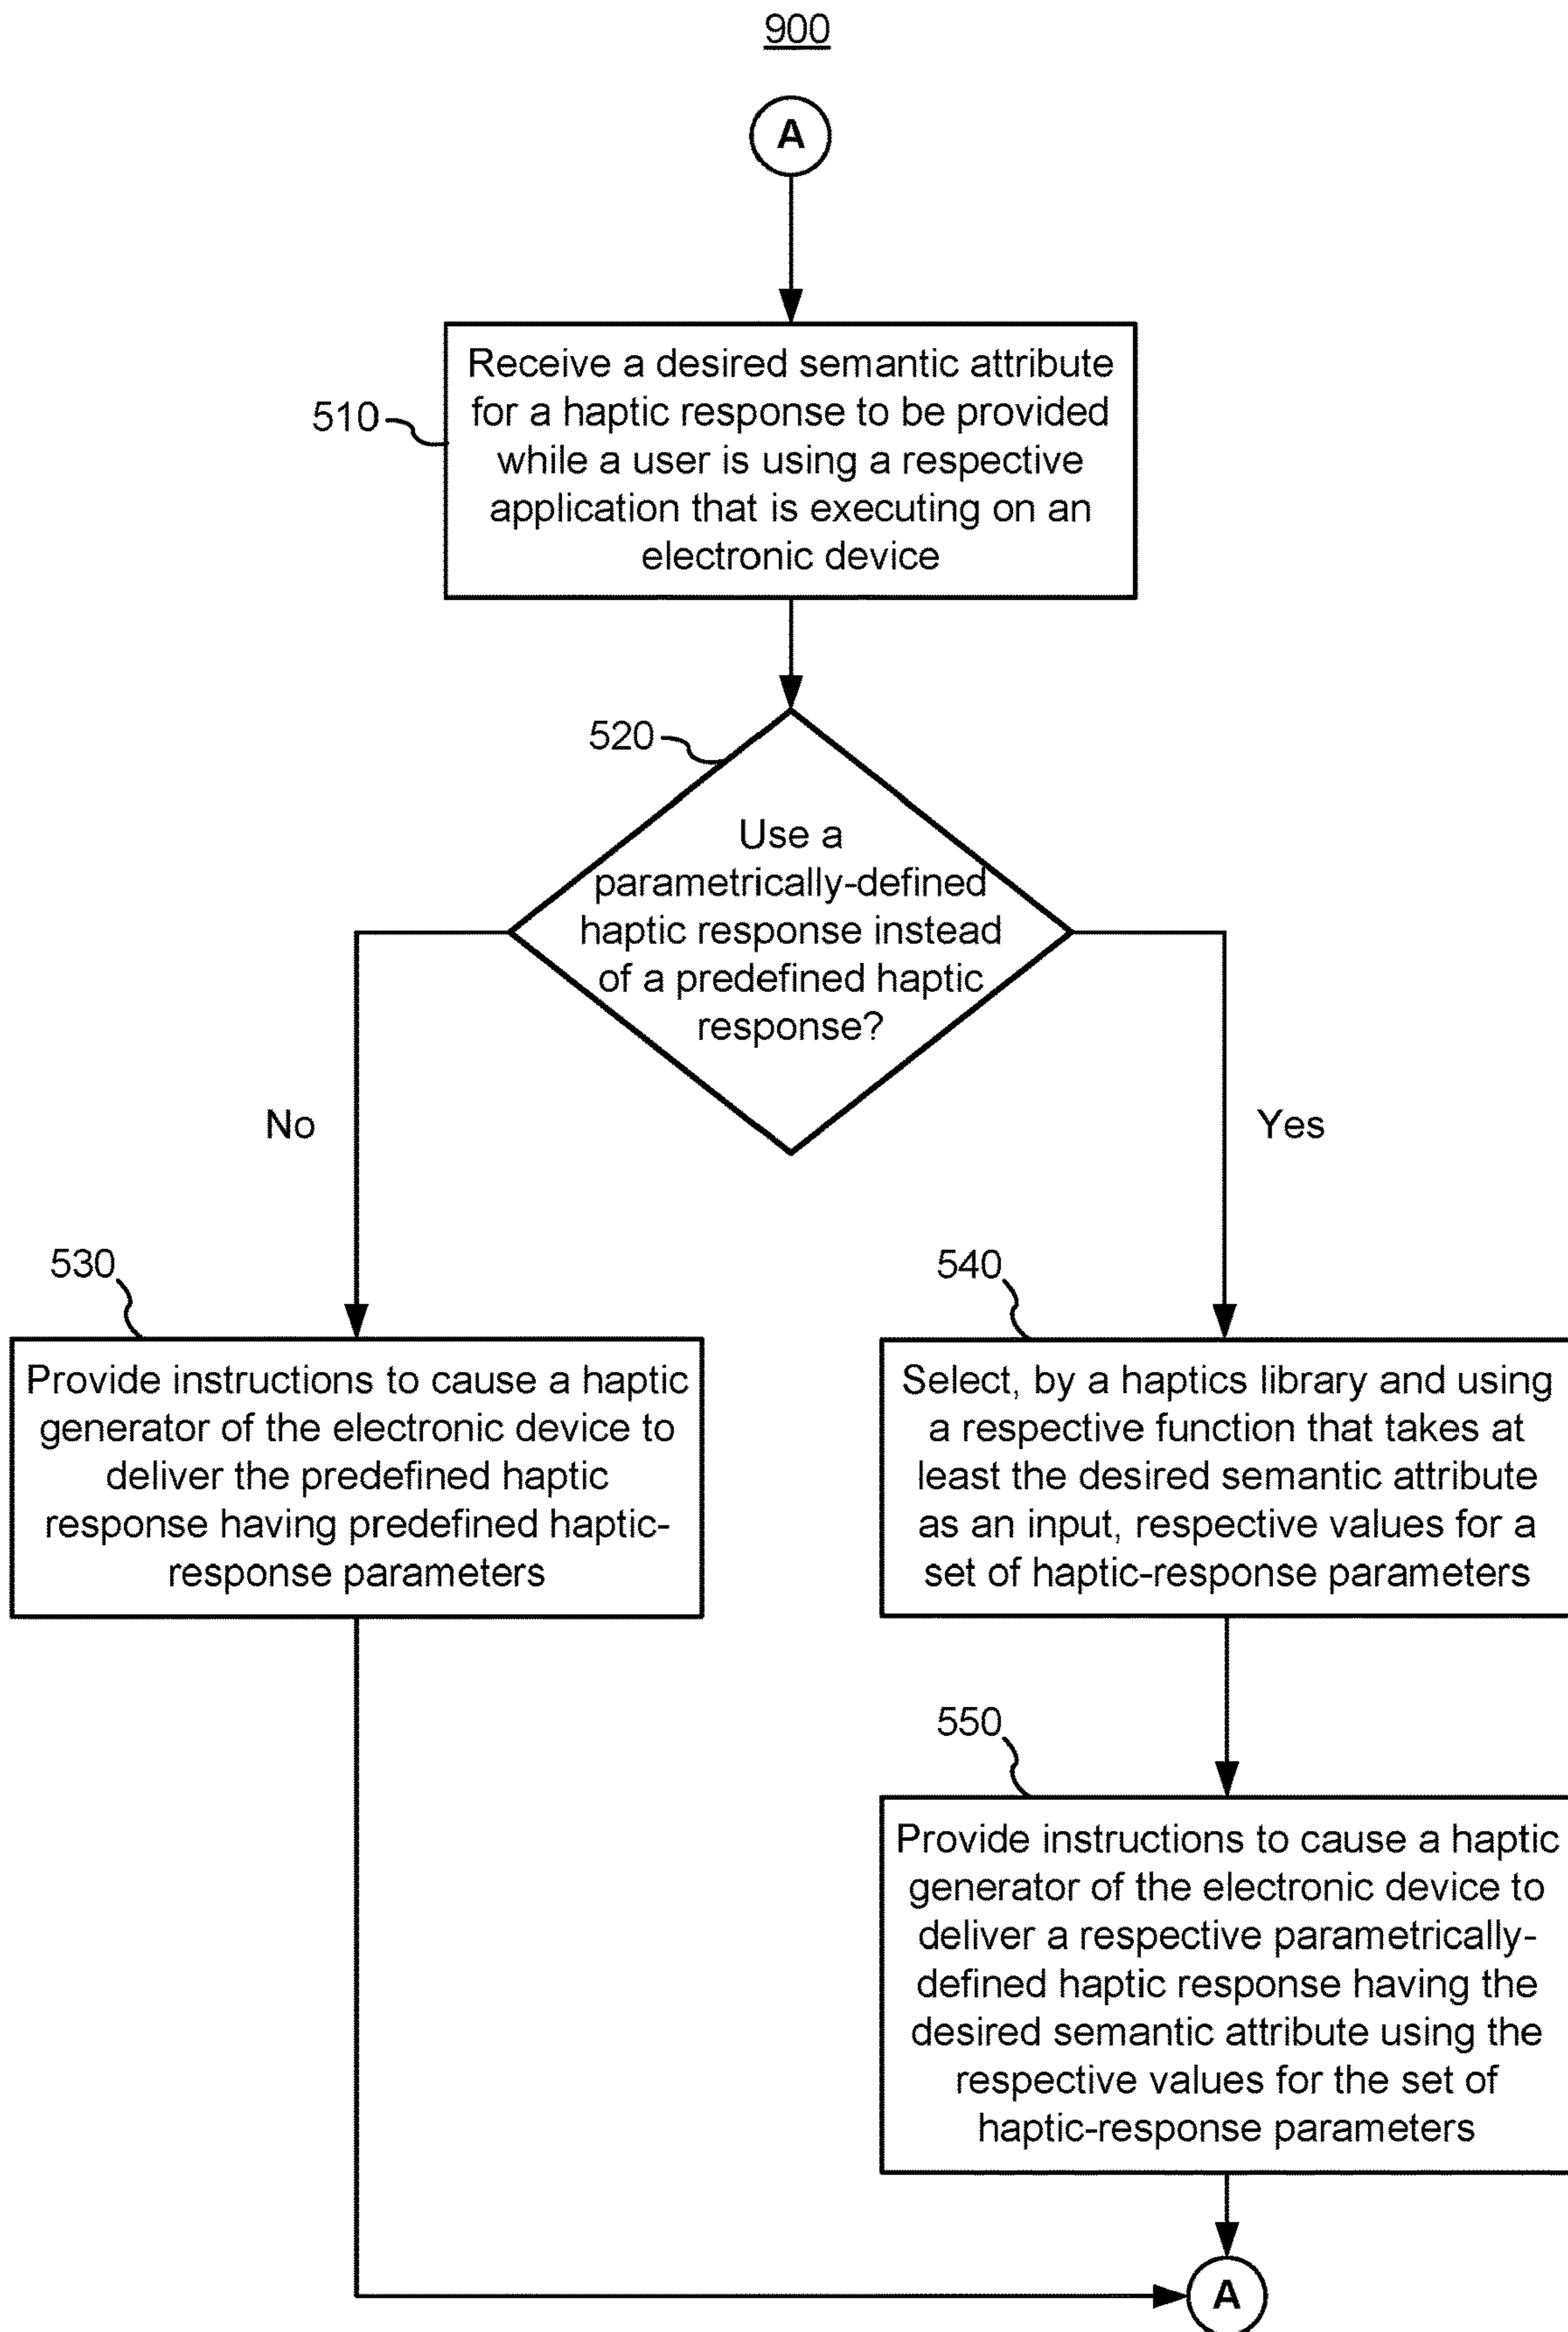 900
A
510
Receive a desired semantic attribute
for a haptic response to be provided
while a user is using a respective
application that is executing on an
electronic device
520
Use a
parametrically-defined
haptic response instead
of a predefined haptic
response?
No
Yes
530
Provide instructions to cause a haptic
generator of the electronic device to
deliver the predefined haptic
response having predefined haptic-
response parameters
540
Select, by a haptics library and using
a respective function that takes at
least the desired semantic attribute
as an input, respective values for a
set of haptic-response parameters
550
Provide instructions to cause a haptic
generator of the electronic device to
deliver a respective parametrically-
defined haptic response having the
desired semantic attribute using the
respective values for the set of
haptic-response parameters
A